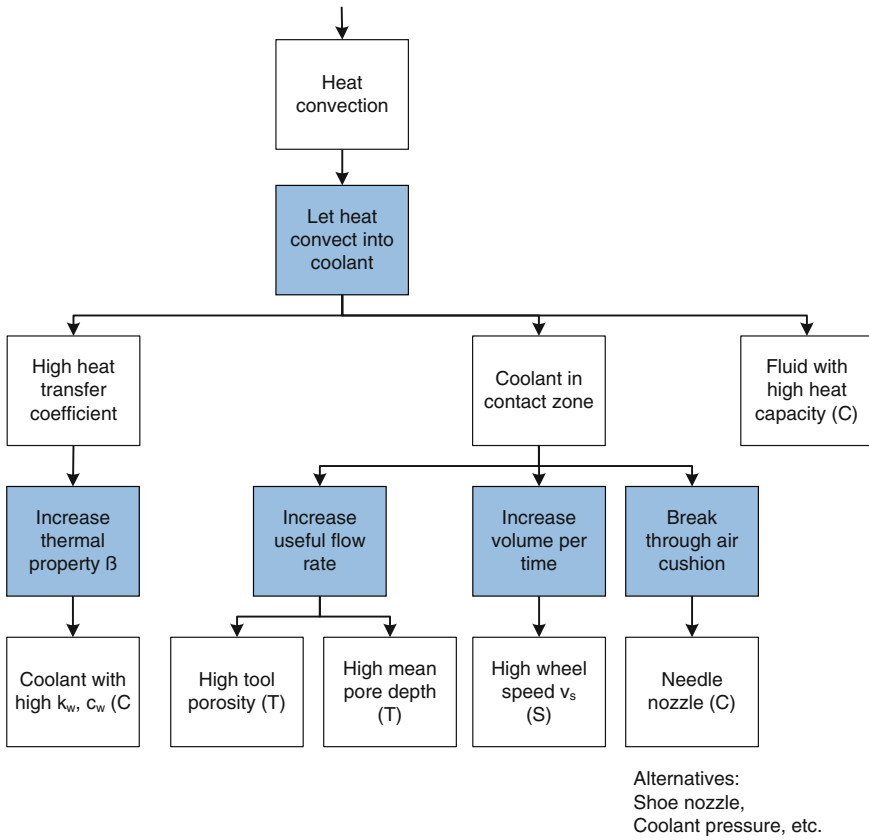 Heat
convection
Let heat
convect into
coolant
High heat
transfer
coefficient
Coolant in
contact zone
Fluid with
high heat
capacity (C)
Increase
thermal
property ß
Increase
useful flow
rate
Increase
volume per
time
Break
through air
cushion
Coolant with
high kw, cw (C
High tool
porosity (T)
High mean
pore depth
(T)
High wheel
speed vs
(S)
Needle
nozzle (C)
Alternatives:
Shoe nozzle,
Coolant pressure, etc.